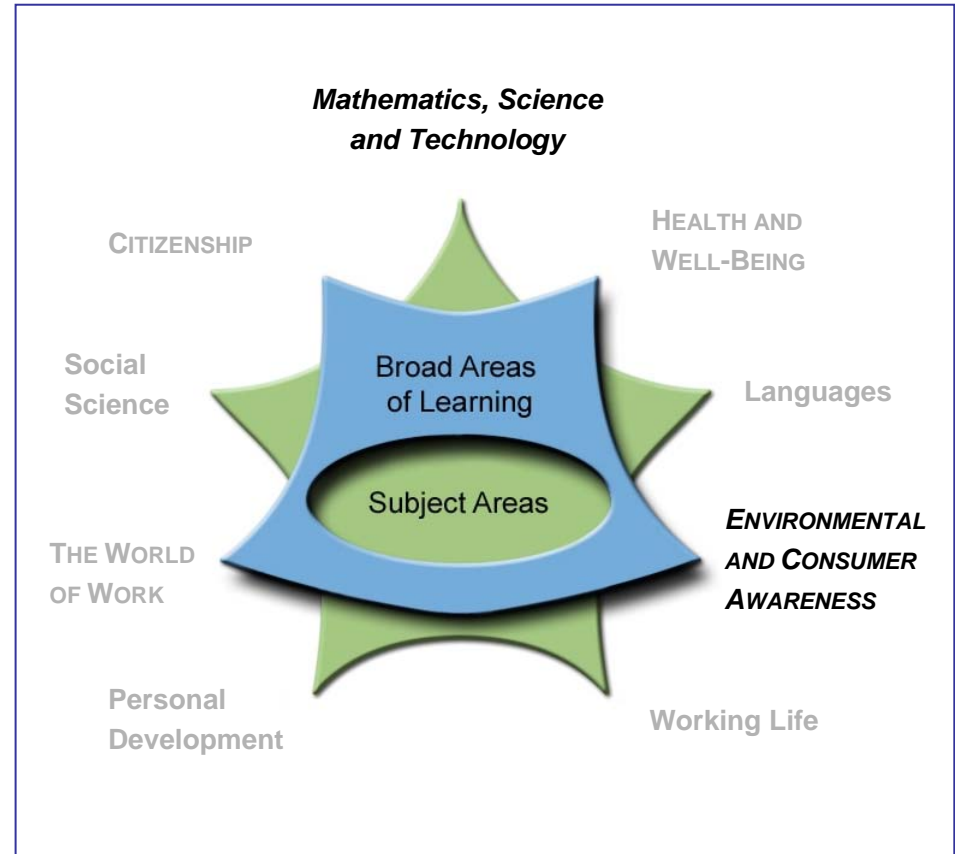 Mathematics, Science
and Technology
CITIZENSHIP
HEALTH AND
WELL-BEING
Social
Science
Broad Areas
of Learning
Languages
Subject Areas
THE WORLD
OF WORK
ENVIRONMENTAL
AND CONSUMER
AWARENESS
Personal
Development
Working Life